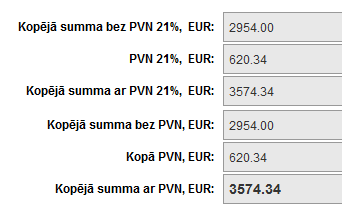 Kopējā summa bez PVN 21%, EUR: 2954.00
PVN 21%, EUR: 620.34
Kopējā summa ar PVN 21%, EUR: 3574.34
Kopējā summa bez PVN, EUR: 2954.00
Kopā PVN, EUR: 620.34
Kopējā summa ar PVN, EUR: 3574.34